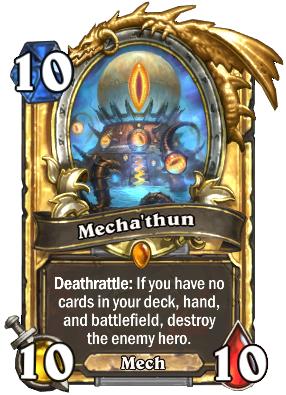 10
Mecha'thun
Deathrattle: If you have no
cards in your deck, hand,
and battlefield, destroy
the enemy hero.
Mech
10 10